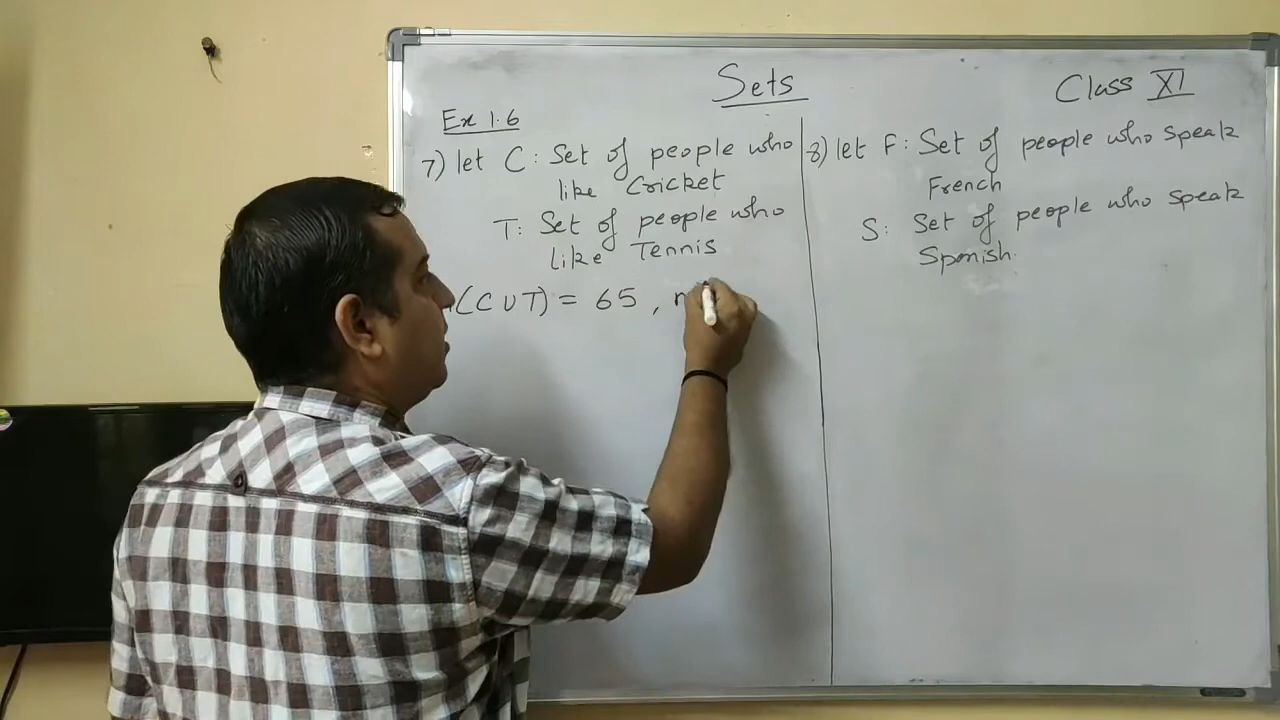 Sets
Class XI
Ex 1.6
7) let C: Set of people who
like Cricket
T: Set of people who
like Tennis
n(C U T) = 65, n
8) let F: Set of people who speak
French
S: Set of people who speak
Spanish.